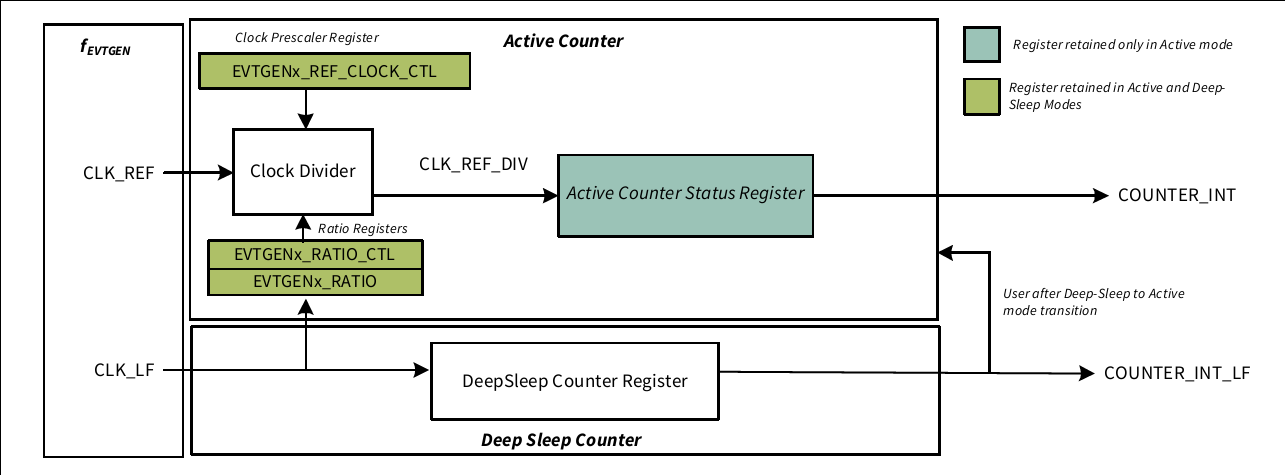 f EVTGEN
Clock Prescaler Register
Active Counter
EVTGENx_REF_CLOCK_CTL
Register retained only in Active mode
Register retained in Active and Deep-
Sleep Modes
CLK_REF
Clock Divider
CLK_REF_DIV
Active Counter Status Register
COUNTER_INT
Ratio Registers
EVTGENx_RATIO_CTL
EVTGENx_RATIO
User after Deep-Sleep to Active
mode transition
CLK_LF
DeepSleep Counter Register
COUNTER_INT_LF
Deep Sleep Counter